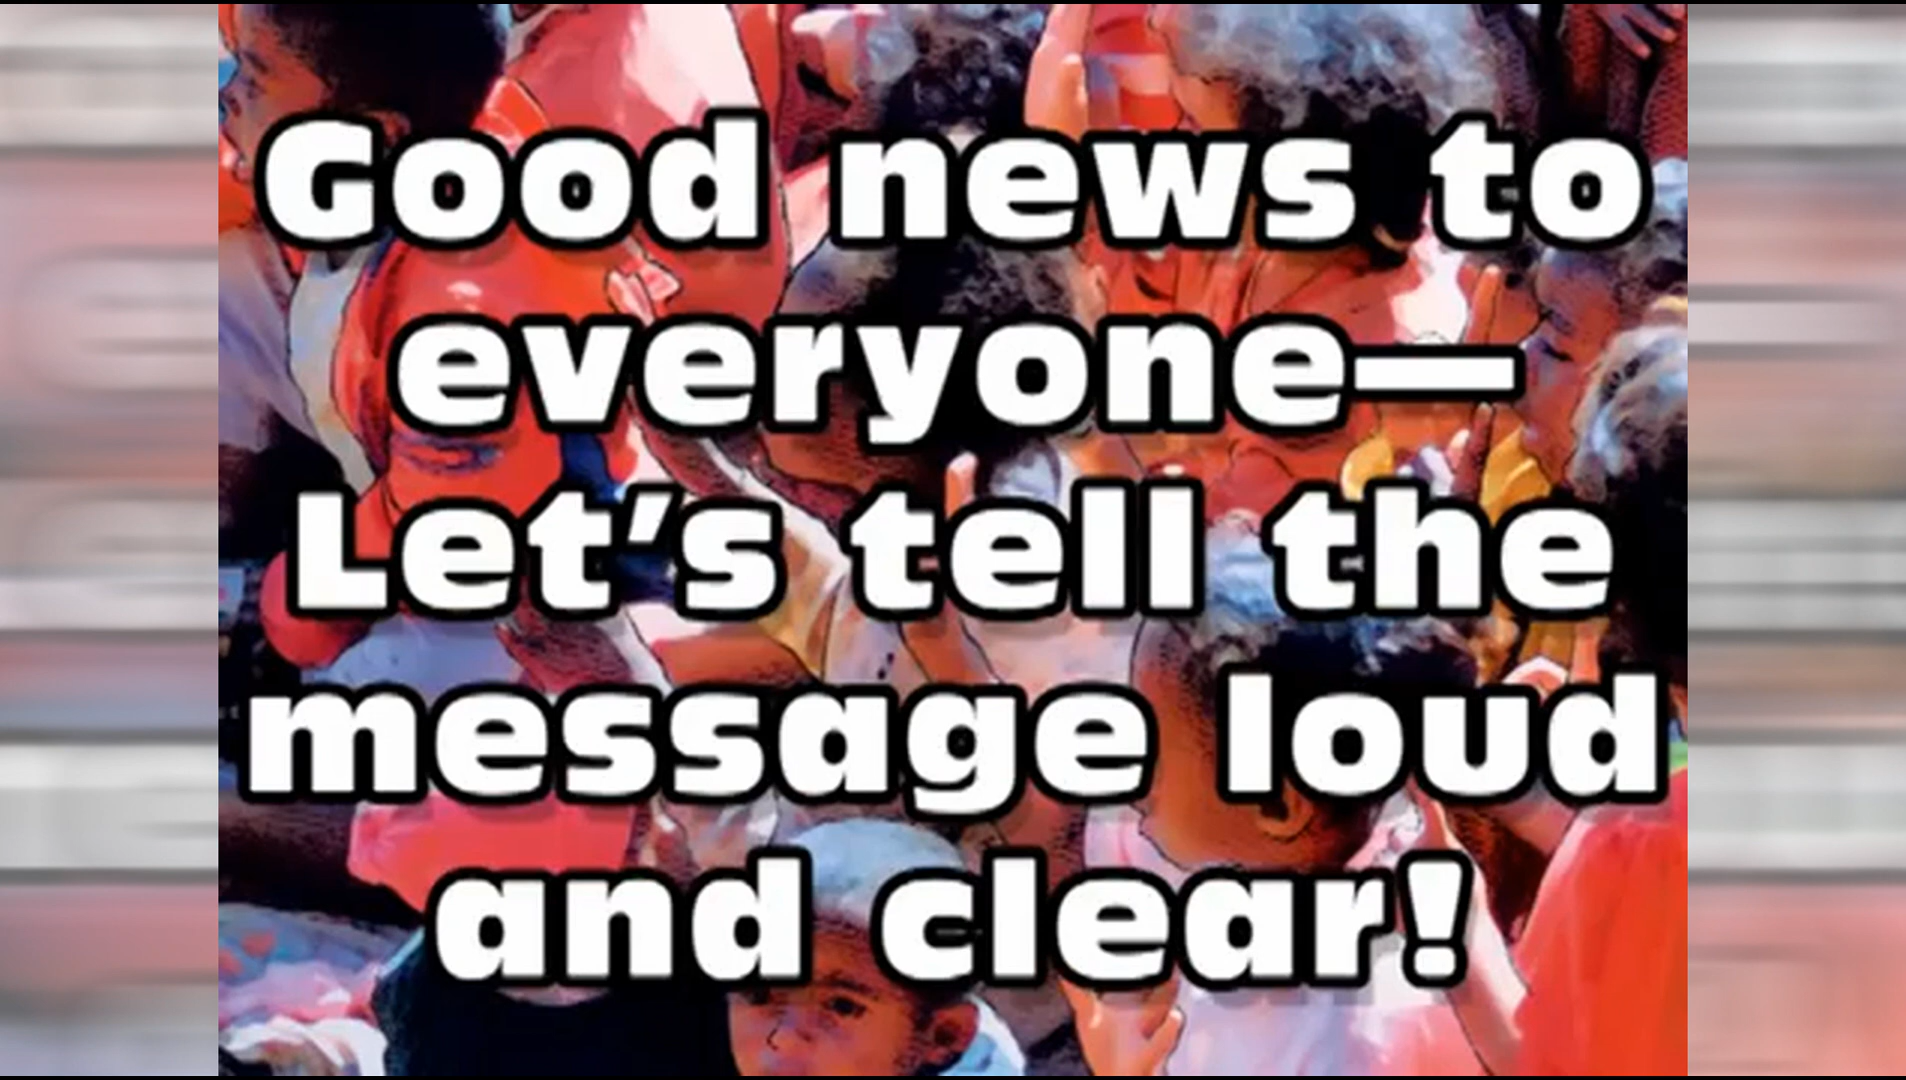 Good news to
everyone—
Let's tell the
message loud
and clear!